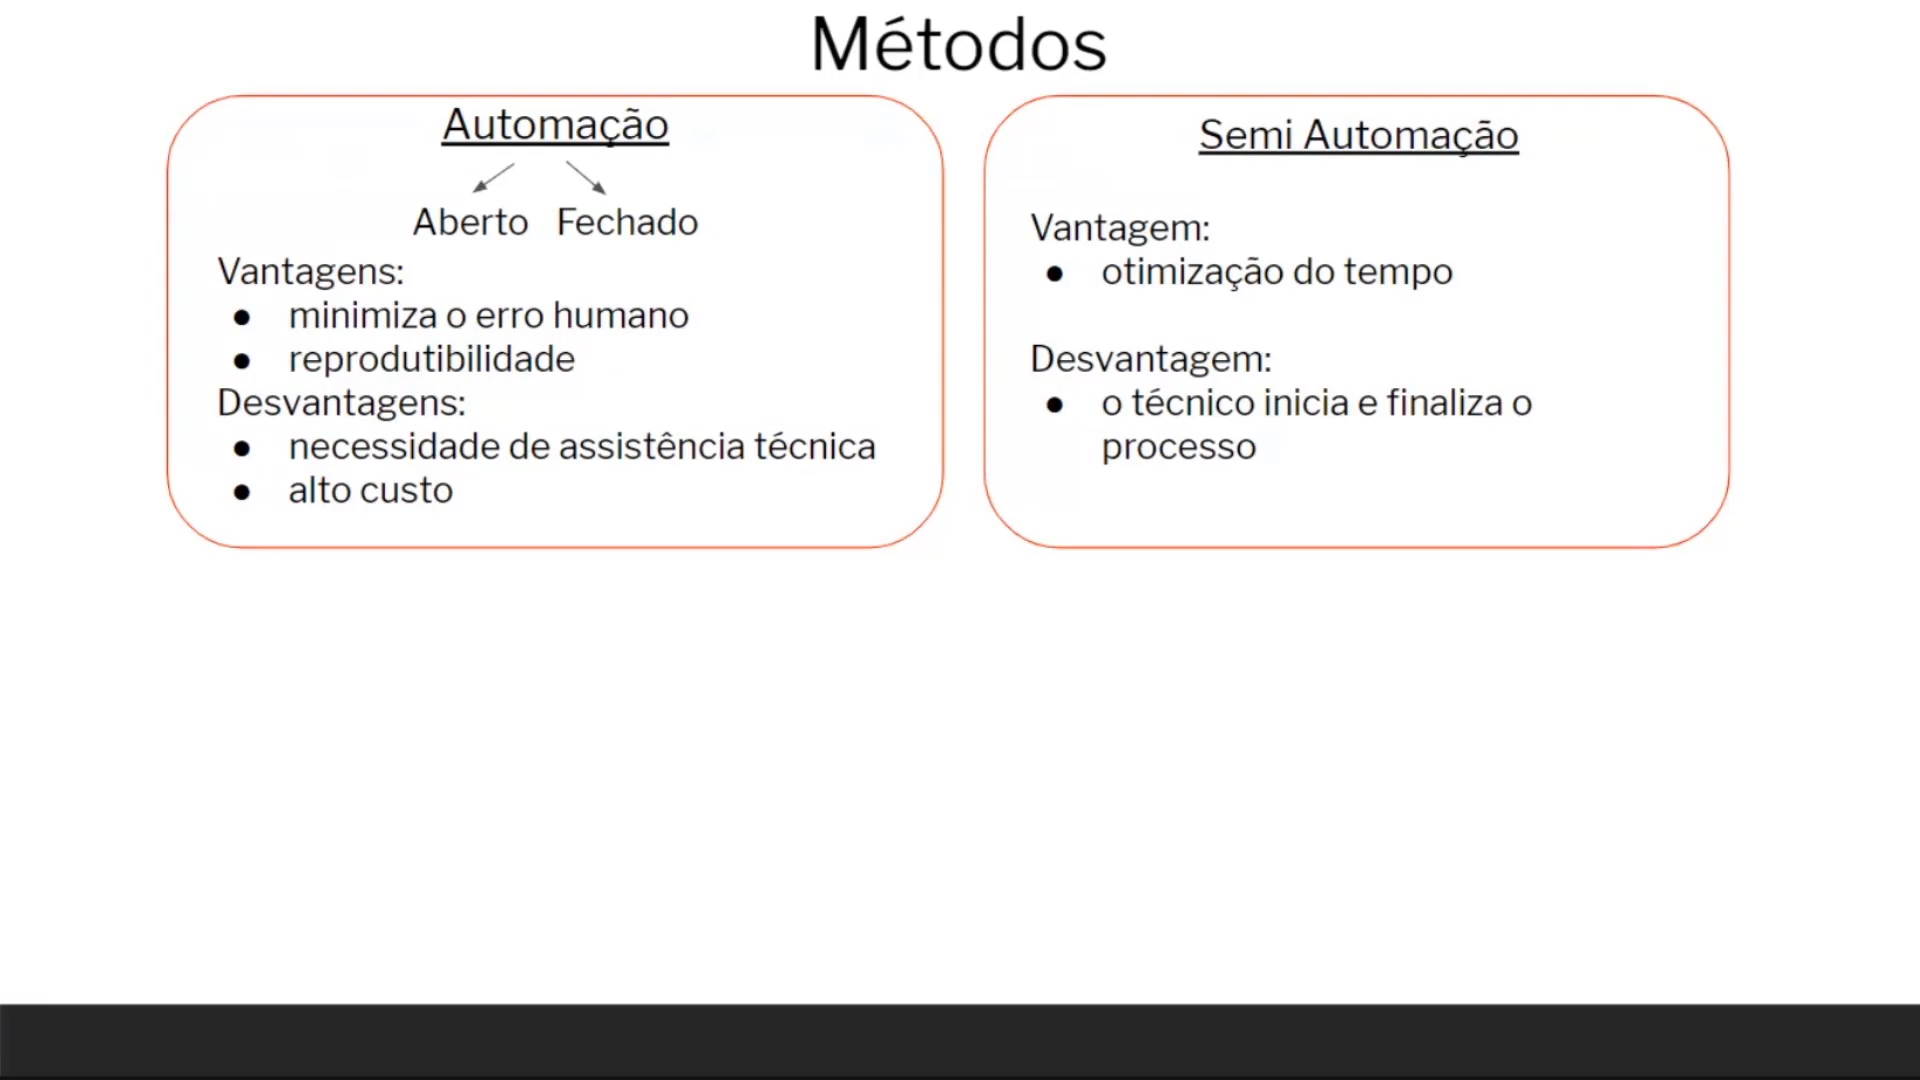 Métodos
Automação
Aberto Fechado
Vantagens:
● minimiza o erro humano
● reprodutibilidade
Desvantagens:
● necessidade de assistência técnica
● alto custo
Semi Automação
Vantagem:
● otimização do tempo
Desvantagem:
● o técnico inicia e finaliza o
processo